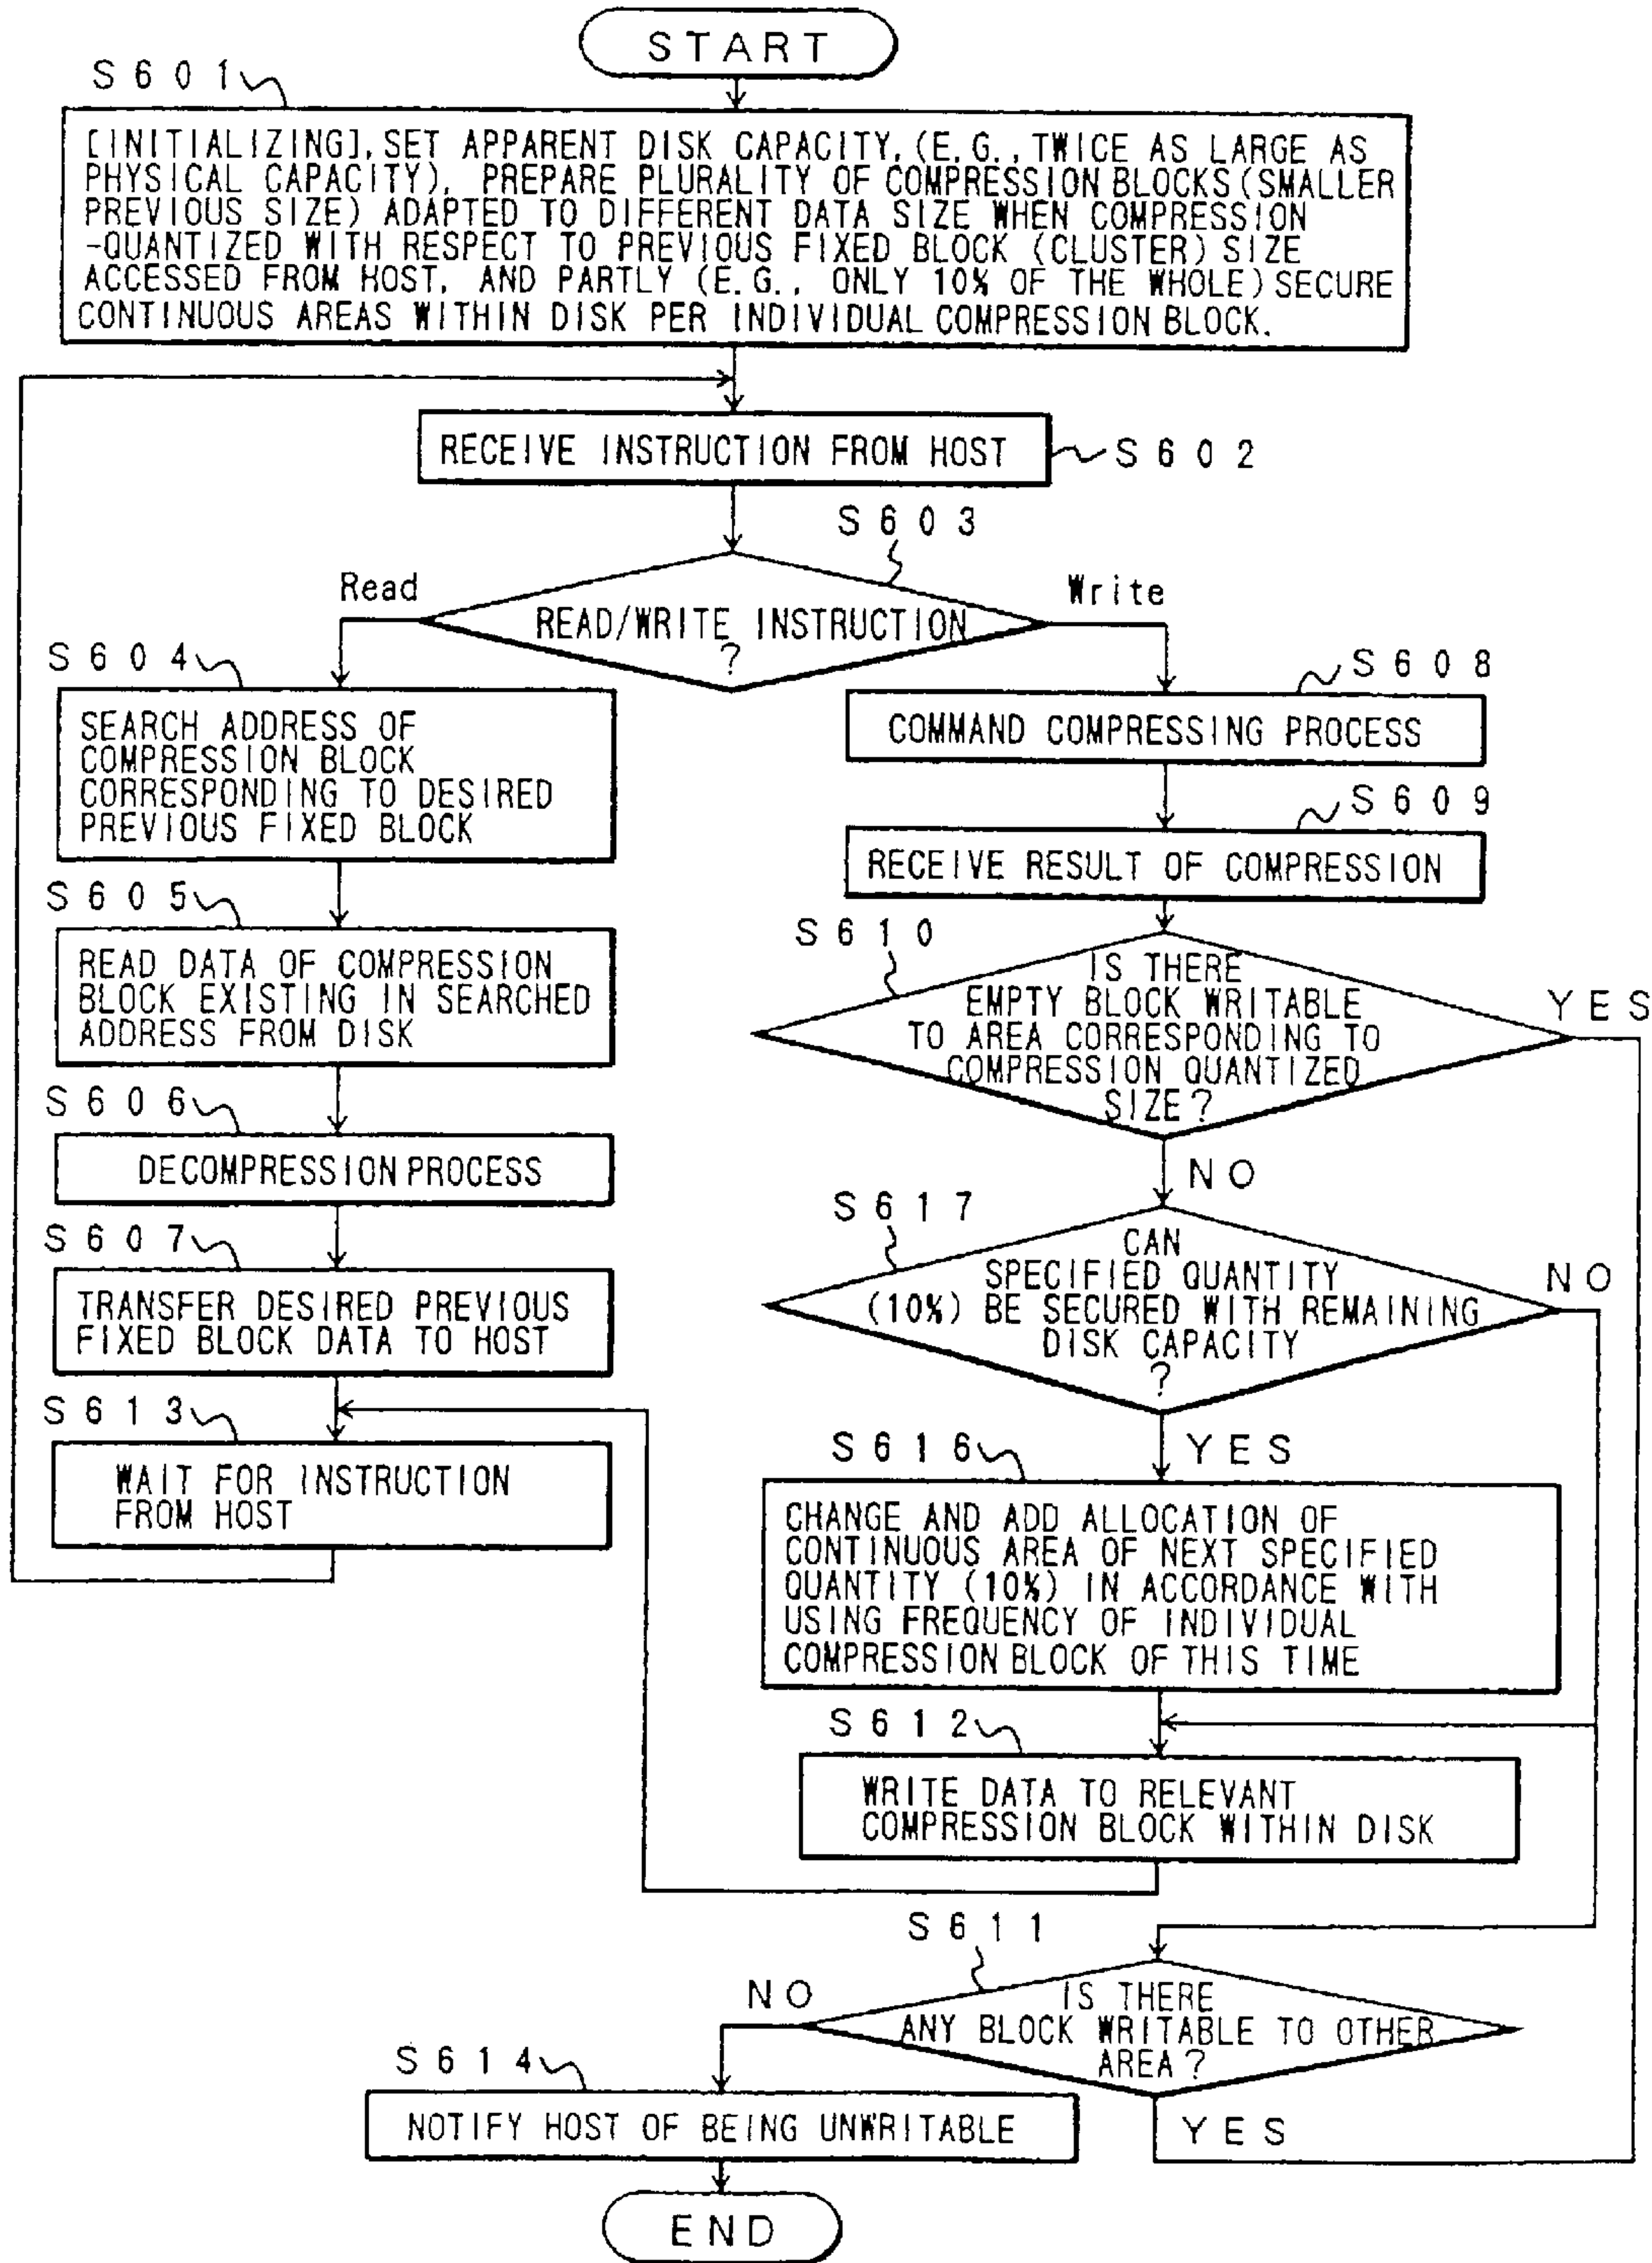 START
S601
[INITIALIZING], SET APPARENT DISK CAPACITY, (E.G., TWICE AS LARGE AS
PHYSICAL CAPACITY), PREPARE PLURALITY OF COMPRESSION BLOCKS (SMALLER
PREVIOUS SIZE) ADAPTED TO DIFFERENT DATA SIZE WHEN COMPRESSION
-QUANTIZED WITH RESPECT TO PREVIOUS FIXED BLOCK (CLUSTER) SIZE
ACCESSED FROM HOST, AND PARTLY (E.G., ONLY 10% OF THE WHOLE) SECURE
CONTINUOUS AREAS WITHIN DISK PER INDIVIDUAL COMPRESSION BLOCK.
RECEIVE INSTRUCTION FROM HOST
S602
S603
READ/WRITE INSTRUCTION
?
Read
Write
S604
SEARCH ADDRESS OF
COMPRESSION BLOCK
CORRESPONDING TO DESIRED
PREVIOUS FIXED BLOCK
S605
READ DATA OF COMPRESSION
BLOCK EXISTING IN SEARCHED
ADDRESS FROM DISK
S606
DECOMPRESSION PROCESS
S607
TRANSFER DESIRED PREVIOUS
FIXED BLOCK DATA TO HOST
S613
WAIT FOR INSTRUCTION
FROM HOST
S608
COMMAND COMPRESSING PROCESS
S609
RECEIVE RESULT OF COMPRESSION
S610
IS THERE
EMPTY BLOCK WRITABLE
TO AREA CORRESPONDING TO
COMPRESSION QUANTIZED
SIZE?
YES
NO
S617
CAN
SPECIFIED QUANTITY
(10%) BE SECURED WITH REMAINING
DISK CAPACITY
?
NO
YES
S616
CHANGE AND ADD ALLOCATION OF
CONTINUOUS AREA OF NEXT SPECIFIED
QUANTITY (10%) IN ACCORDANCE WITH
USING FREQUENCY OF INDIVIDUAL
COMPRESSION BLOCK OF THIS TIME
S612
WRITE DATA TO RELEVANT
COMPRESSION BLOCK WITHIN DISK
S611
IS THERE
ANY BLOCK WRITABLE TO OTHER
AREA?
NO
YES
S614
NOTIFY HOST OF BEING UNWRITABLE
END